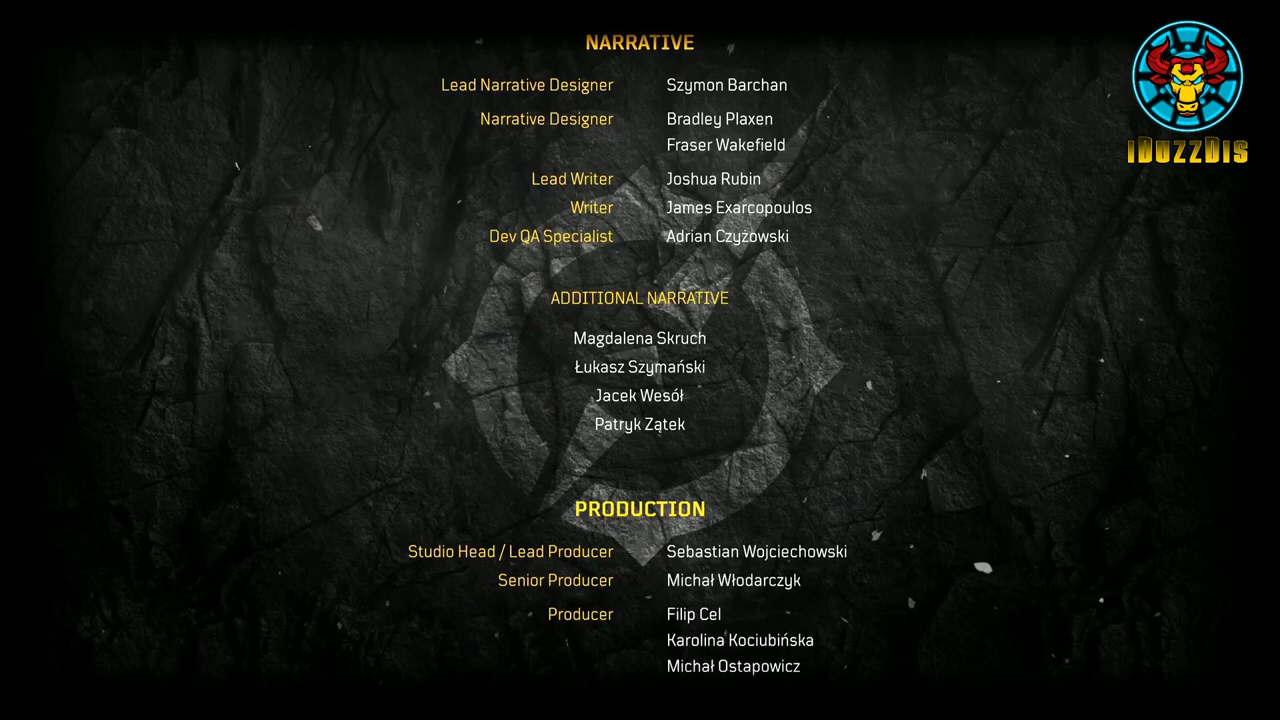 NARRATIVE
Lead Narrative Designer Szymon Barchan
Narrative Designer Bradley Plaxen
Fraser Wakefield
Lead Writer Joshua Rubin
Writer James Exarcopoulos
Dev QA Specialist Adrian Czyżowski
ADDITIONAL NARRATIVE
Magdalena Skruch
Łukasz Szymański
Jacek Wesół
Patryk Zątek
PRODUCTION
Studio Head / Lead Producer Sebastian Wojciechowski
Senior Producer Michał Włodarczyk
Producer Filip Cel
Karolina Kociubińska
Michał Ostapowicz
iDuzzDis